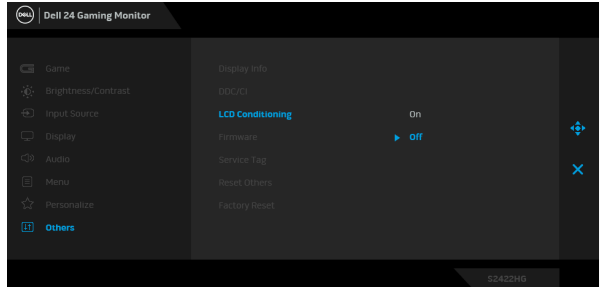 DELL Dell 24 Gaming Monitor
Game
Brightness/Contrast
Input Source
Display
Audio
Menu
Personalize
Others
Display Info
DDC/CI
LCD Conditioning On
Firmware Off
Service Tag
Reset Others
Factory Reset
S2422HG